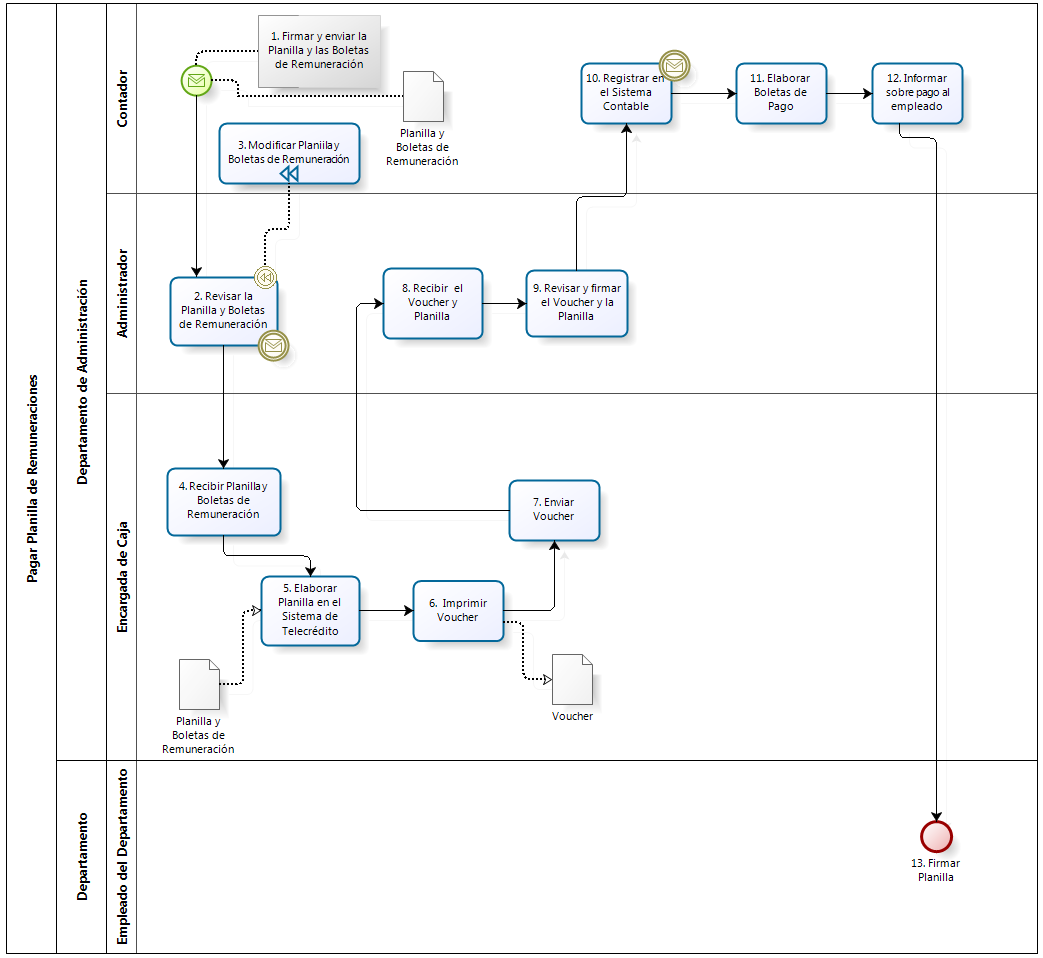 Pagar Planilla de Remuneraciones
Departamento de Administración
Contador
1. Firmar y enviar la
Planilla y las Boletas
de Remuneración
Planilla y
Boletas de
Remuneración
3. Modificar Planiilay
Boletas de Remuneración
10. Registrar en
el Sistema
Contable
11. Elaborar
Boletas de
Pago
12. Informar
sobre pago al
empleado
Administrador
2. Revisar la
Planilla y Boletas
de Remuneración
8. Recibir el
Voucher y
Planilla
9. Revisar y firmar
el Voucher y la
Planilla
Encargada de Caja
4. Recibir Planillay
Boletas de
Remuneración
7. Enviar
Voucher
5. Elaborar
Planilla en el
Sistema de
Telecrédito
6. Imprimir
Voucher
Planilla y
Boletas de
Remuneración
Voucher
Departamento
Empleado del Departamento
13. Firmar
Planilla